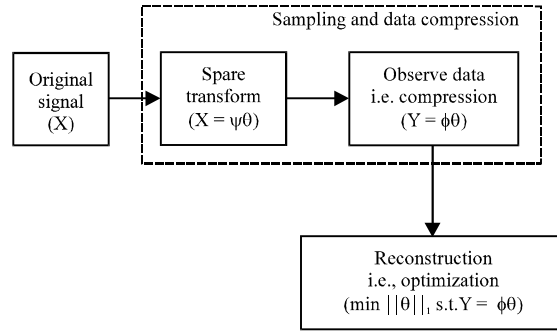 Sampling and data compression
Original
signal
(X)
Spare
transform
(X = ψθ)
Observe data
i.e. compression
(Y = ϕθ)
Reconstruction
i.e., optimization
(min ||θ||₁ s.t.Y = ϕθ)